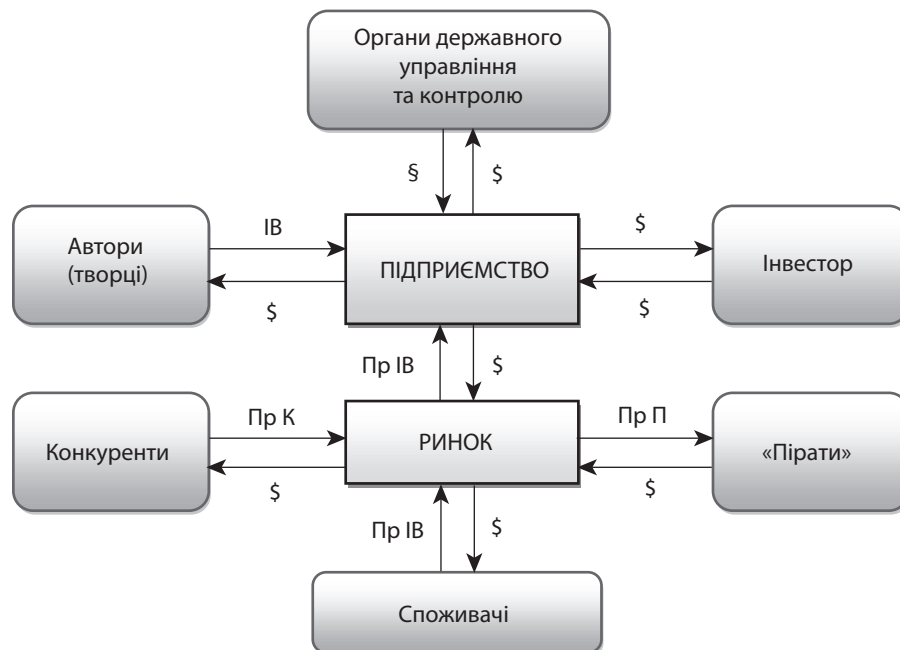 Органи державного
управління
та контролю
§
$
Автори
(творці)
ІВ
$
ПІДПРИЄМСТВО
$
$
Інвестор
Пр ІВ
$
Конкуренти
Пр К
$
РИНОК
Пр П
$
«Пірати»
Пр ІВ
$
Споживачі